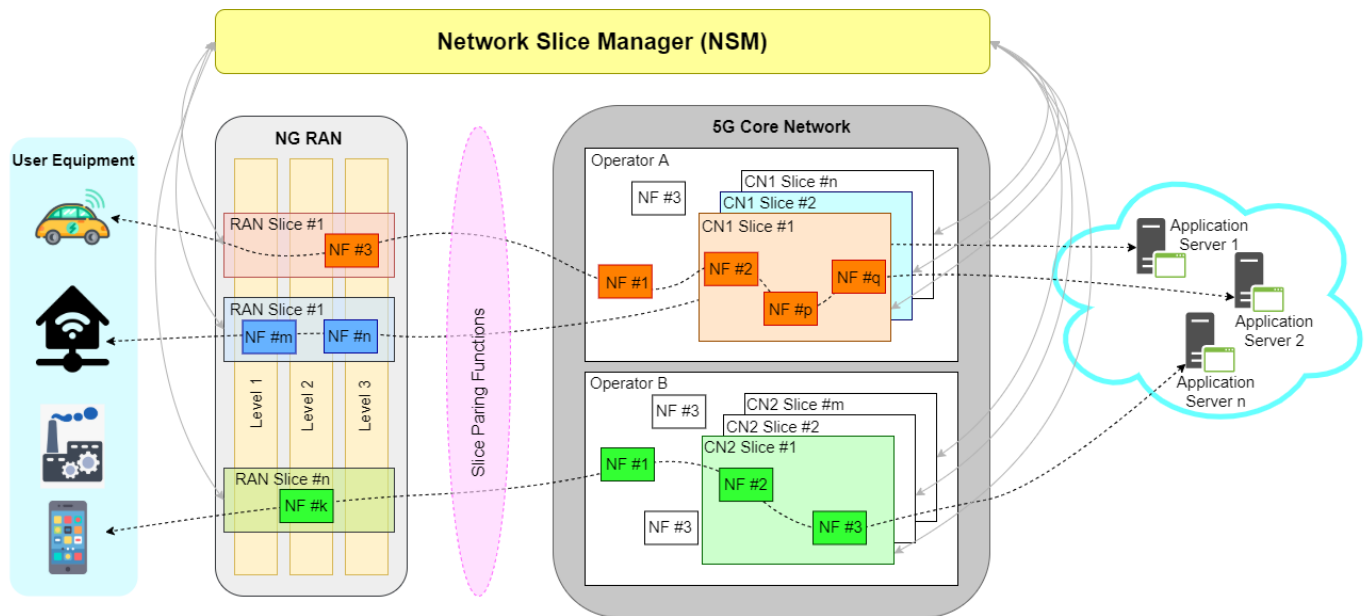 Network Slice Manager (NSM)
User Equipment
NG RAN
RAN Slice #1
NF #3
RAN Slice #1
NF #m
NF #n
Level 1
Level 2
Level 3
RAN Slice #n
NF #k
Slice Paring Functions
5G Core Network
Operator A
NF #3
CN1 Slice #n
CN1 Slice #2
CN1 Slice #1
NF #1
NF #2
NF #p
NF #q
Operator B
NF #3
CN2 Slice #m
CN2 Slice #2
CN2 Slice #1
NF #1
NF #2
NF #3
NF #3
Application
Server 1
Application
Server 2
Application
Server n